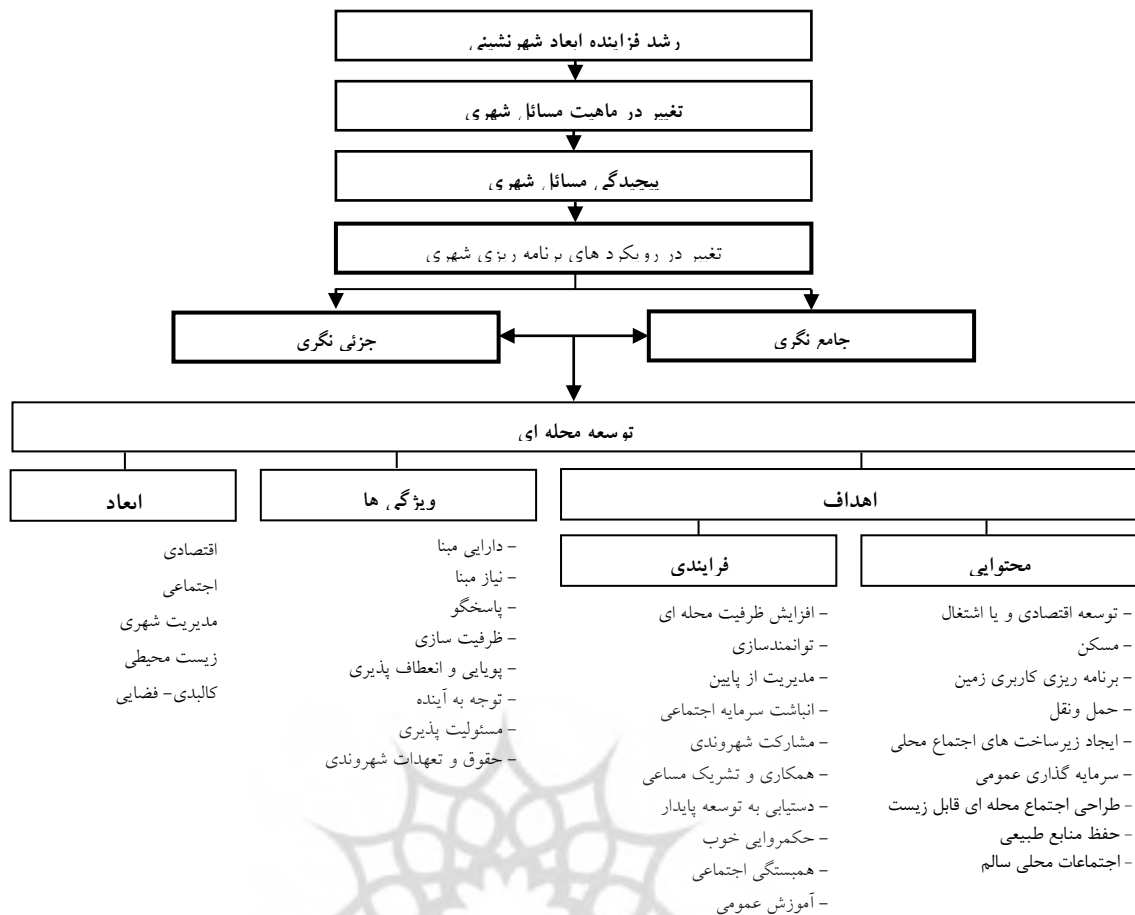 رشد فزاینده ابعاد شهرنشینی
تغییر در ماهیت مسائل شهری
پیچیدگی مسائل شهری
تغییر در رویکرد های برنامه ریزی شهری
جامع نگری
جزئی نگری
توسعه محله ای
اهداف
ویژگی ها
ابعاد
محتوایی
- توسعه اقتصادی و یا اشتغال
- مسکن
- برنامه ریزی کاربری زمین
- حمل ونقل
- ایجاد زیرساخت های اجتماع محلی
- سرمایه گذاری عمومی
- طراحی اجتماع محله ای قابل زیست
- حفظ منابع طبیعی
- اجتماعات محلی سالم
فرایندی
- افزایش ظرفیت محله ای
- توانمندسازی
- مدیریت از پایین
- انباشت سرمایه اجتماعی
- مشارکت شهروندی
- همکاری و تشریک مساعی
- دستیابی به توسعه پایدار
- حکمروایی خوب
- همبستگی اجتماعی
- آموزش عمومی
- دارایی مبنا
- نیاز مبنا
- پاسخگو
- ظرفیت سازی
- پویایی و انعطاف پذیری
- توجه به آینده
- مسئولیت پذیری
- حقوق و تعهدات شهروندی
اقتصادی
اجتماعی
مدیریت شهری
زیست محیطی
کالبدی- فضایی